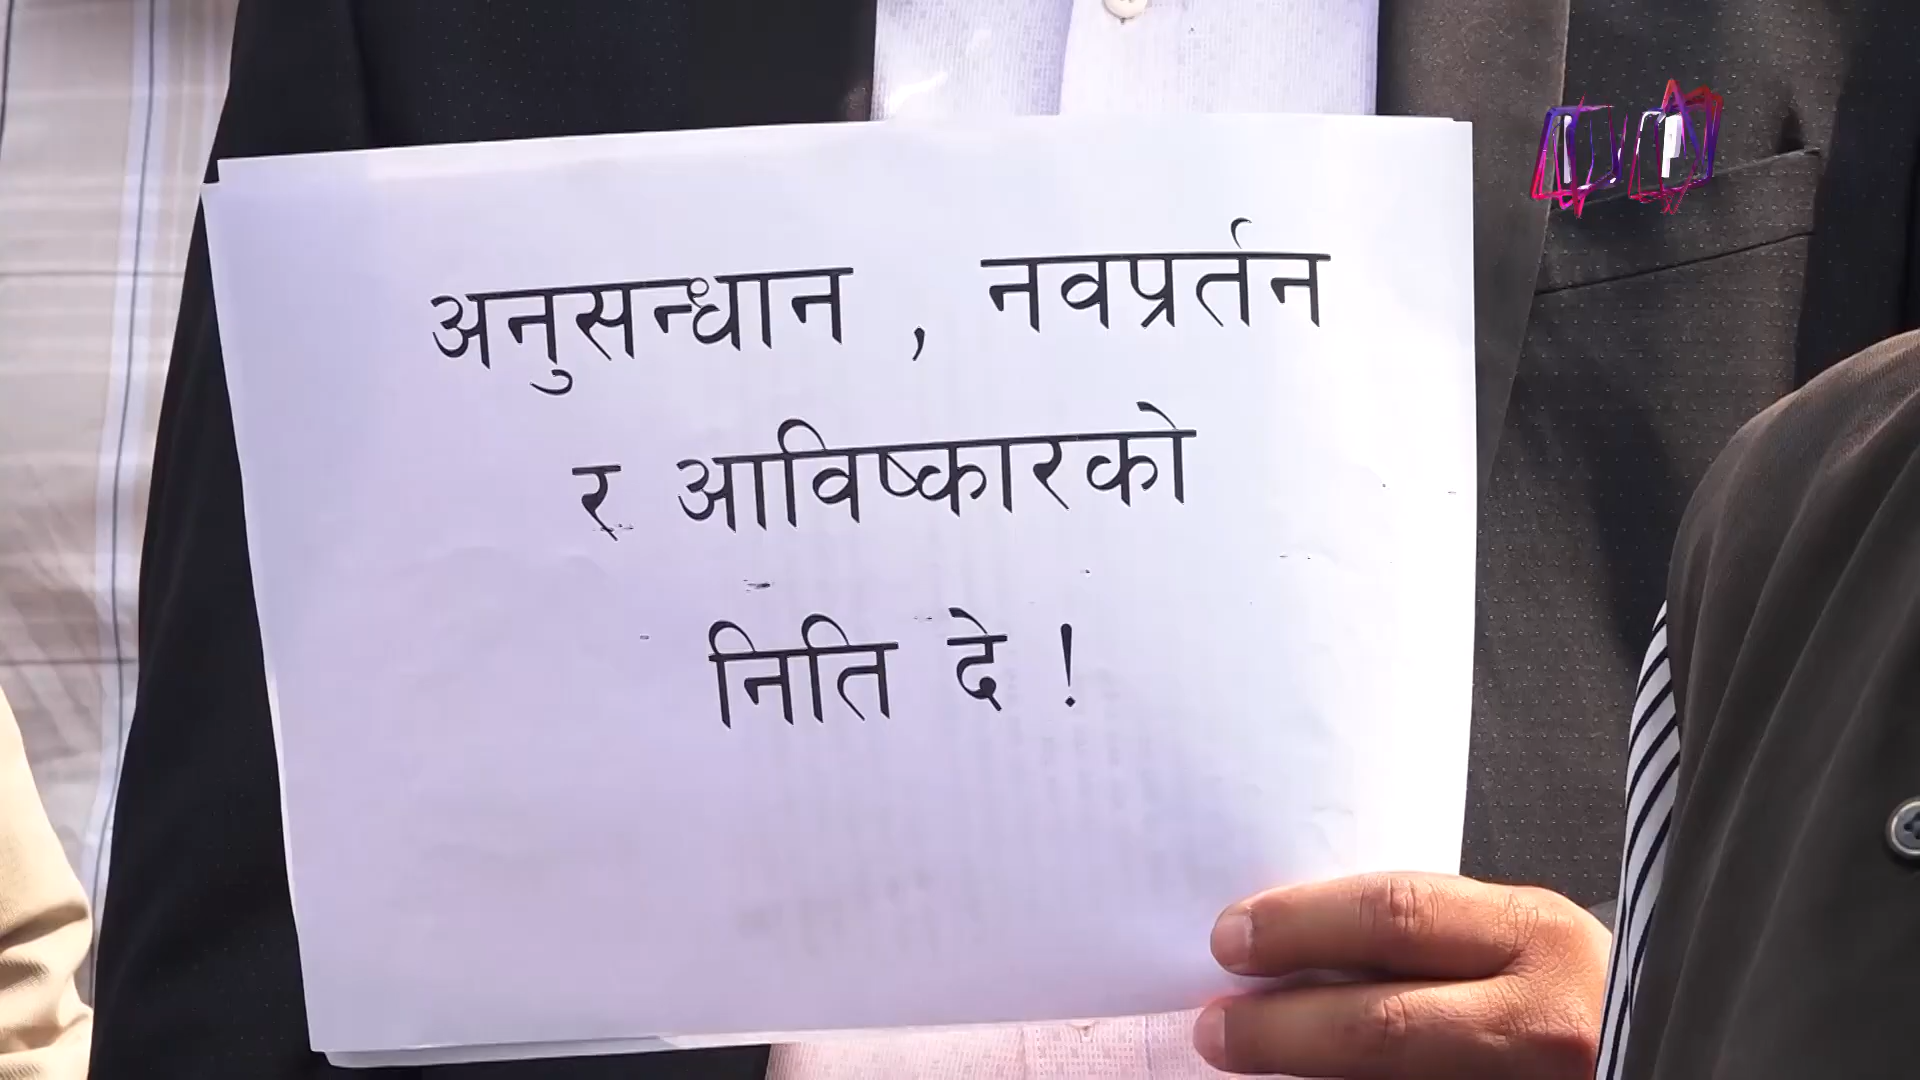 अनुसन्धान , नवप्रर्तन
र आविष्कारको
निति दे !